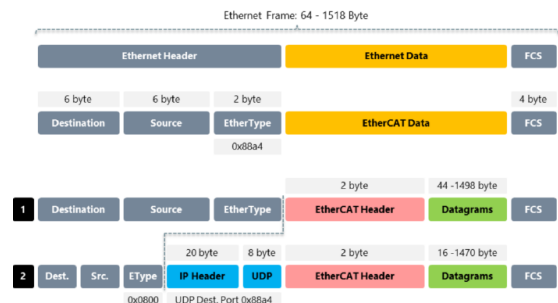 Ethernet Frame: 64 - 1518 Byte
Ethernet Header Ethernet Data FCS
6 byte 6 byte 2 byte 4 byte
Destination Source EtherType EtherCAT Data FCS
0x88a4
2 byte 44 -1498 byte
1 Destination Source EtherType EtherCAT Header Datagrams FCS
20 byte 8 byte 2 byte 16 -1470 byte
2 Dest. Src. EType IP Header UDP EtherCAT Header Datagrams FCS
0x0800 UDP Dest. Port 0x88a4